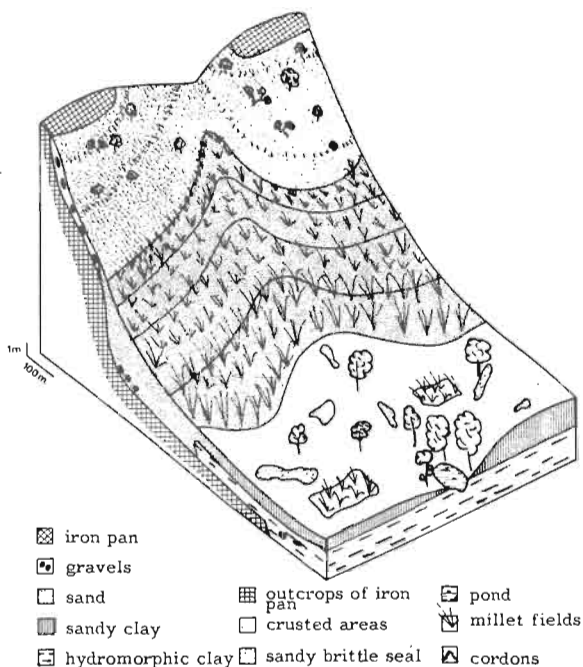 1m
100m
iron pan
gravels
sand
sandy clay
hydromorphic clay
outcrops of iron
pan
crusted areas
sandy brittle seal
pond
millet fields
cordons